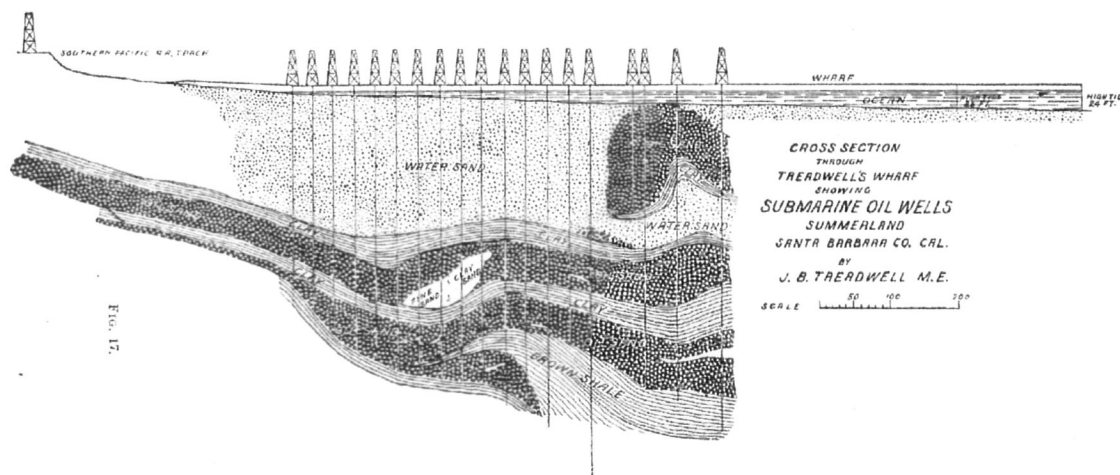 SOUTHERN PACIFIC R.R. TRACK
WHARF
OCEAN
HIGH TIDE
24 FT.
WATER SAND
CROSS SECTION
THROUGH
TREADWELL'S WHARF
SHOWING
SUBMARINE OIL WELLS
SUMMERLAND
SANTA BARBARA CO. CAL.
BY
J. B. TREADWELL M.E.
SCALE
50 100 200
WATER SAND
CLAY
CLAY
CLAY
CLAY
FINE SAND
CLAY SAND
BROWN SHALE
FIG. 17.